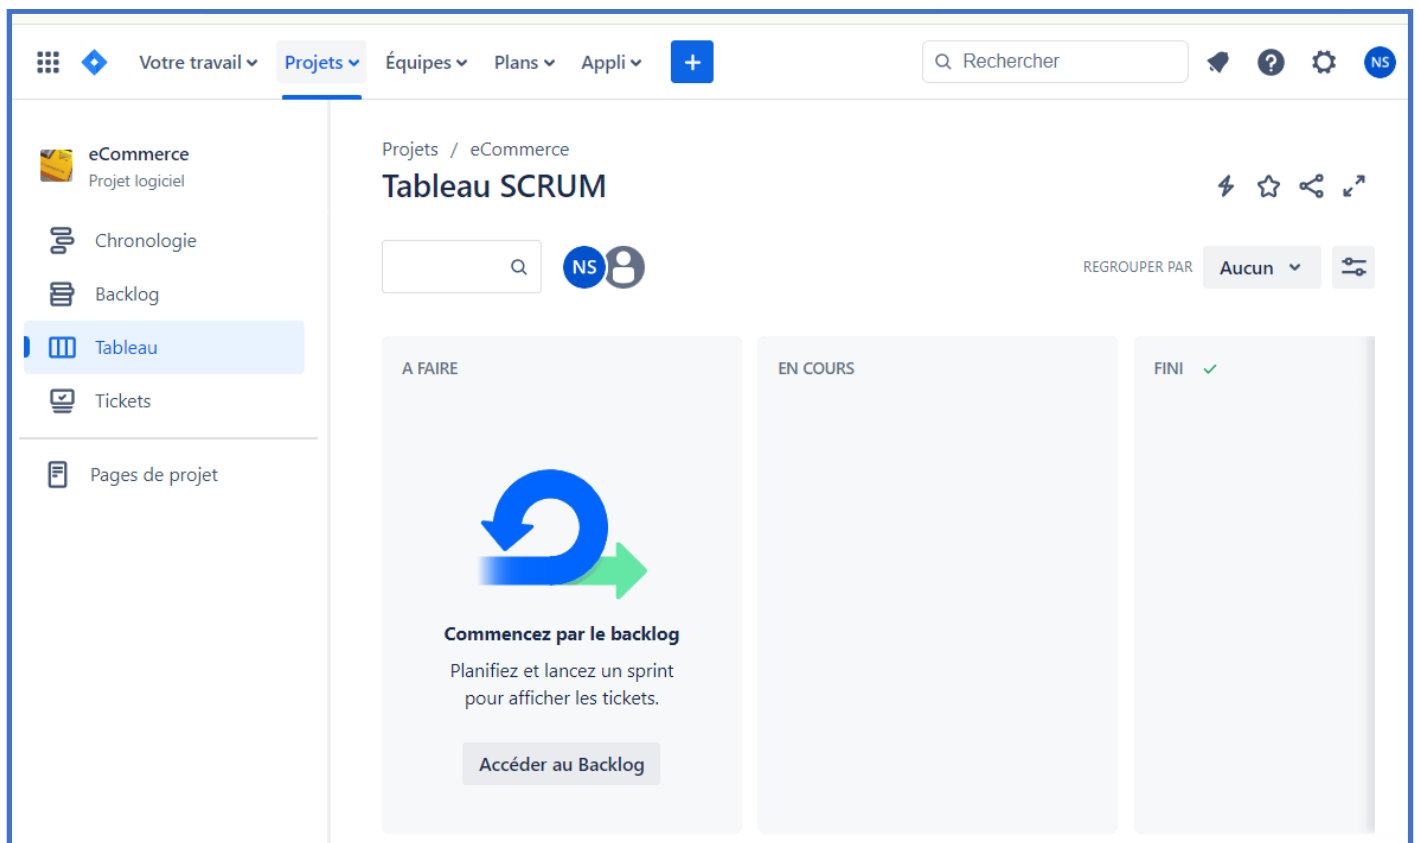 Votre travail Projets Équipes Plans Appli + Rechercher NS
eCommerce
Projet logiciel
Chronologie
Backlog
Tableau
Tickets
Pages de projet
Projets / eCommerce
Tableau SCRUM
NS REGROUPER PAR Aucun
A FAIRE EN COURS FINI
Commencez par le backlog
Planifiez et lancez un sprint
pour afficher les tickets.
Accéder au Backlog